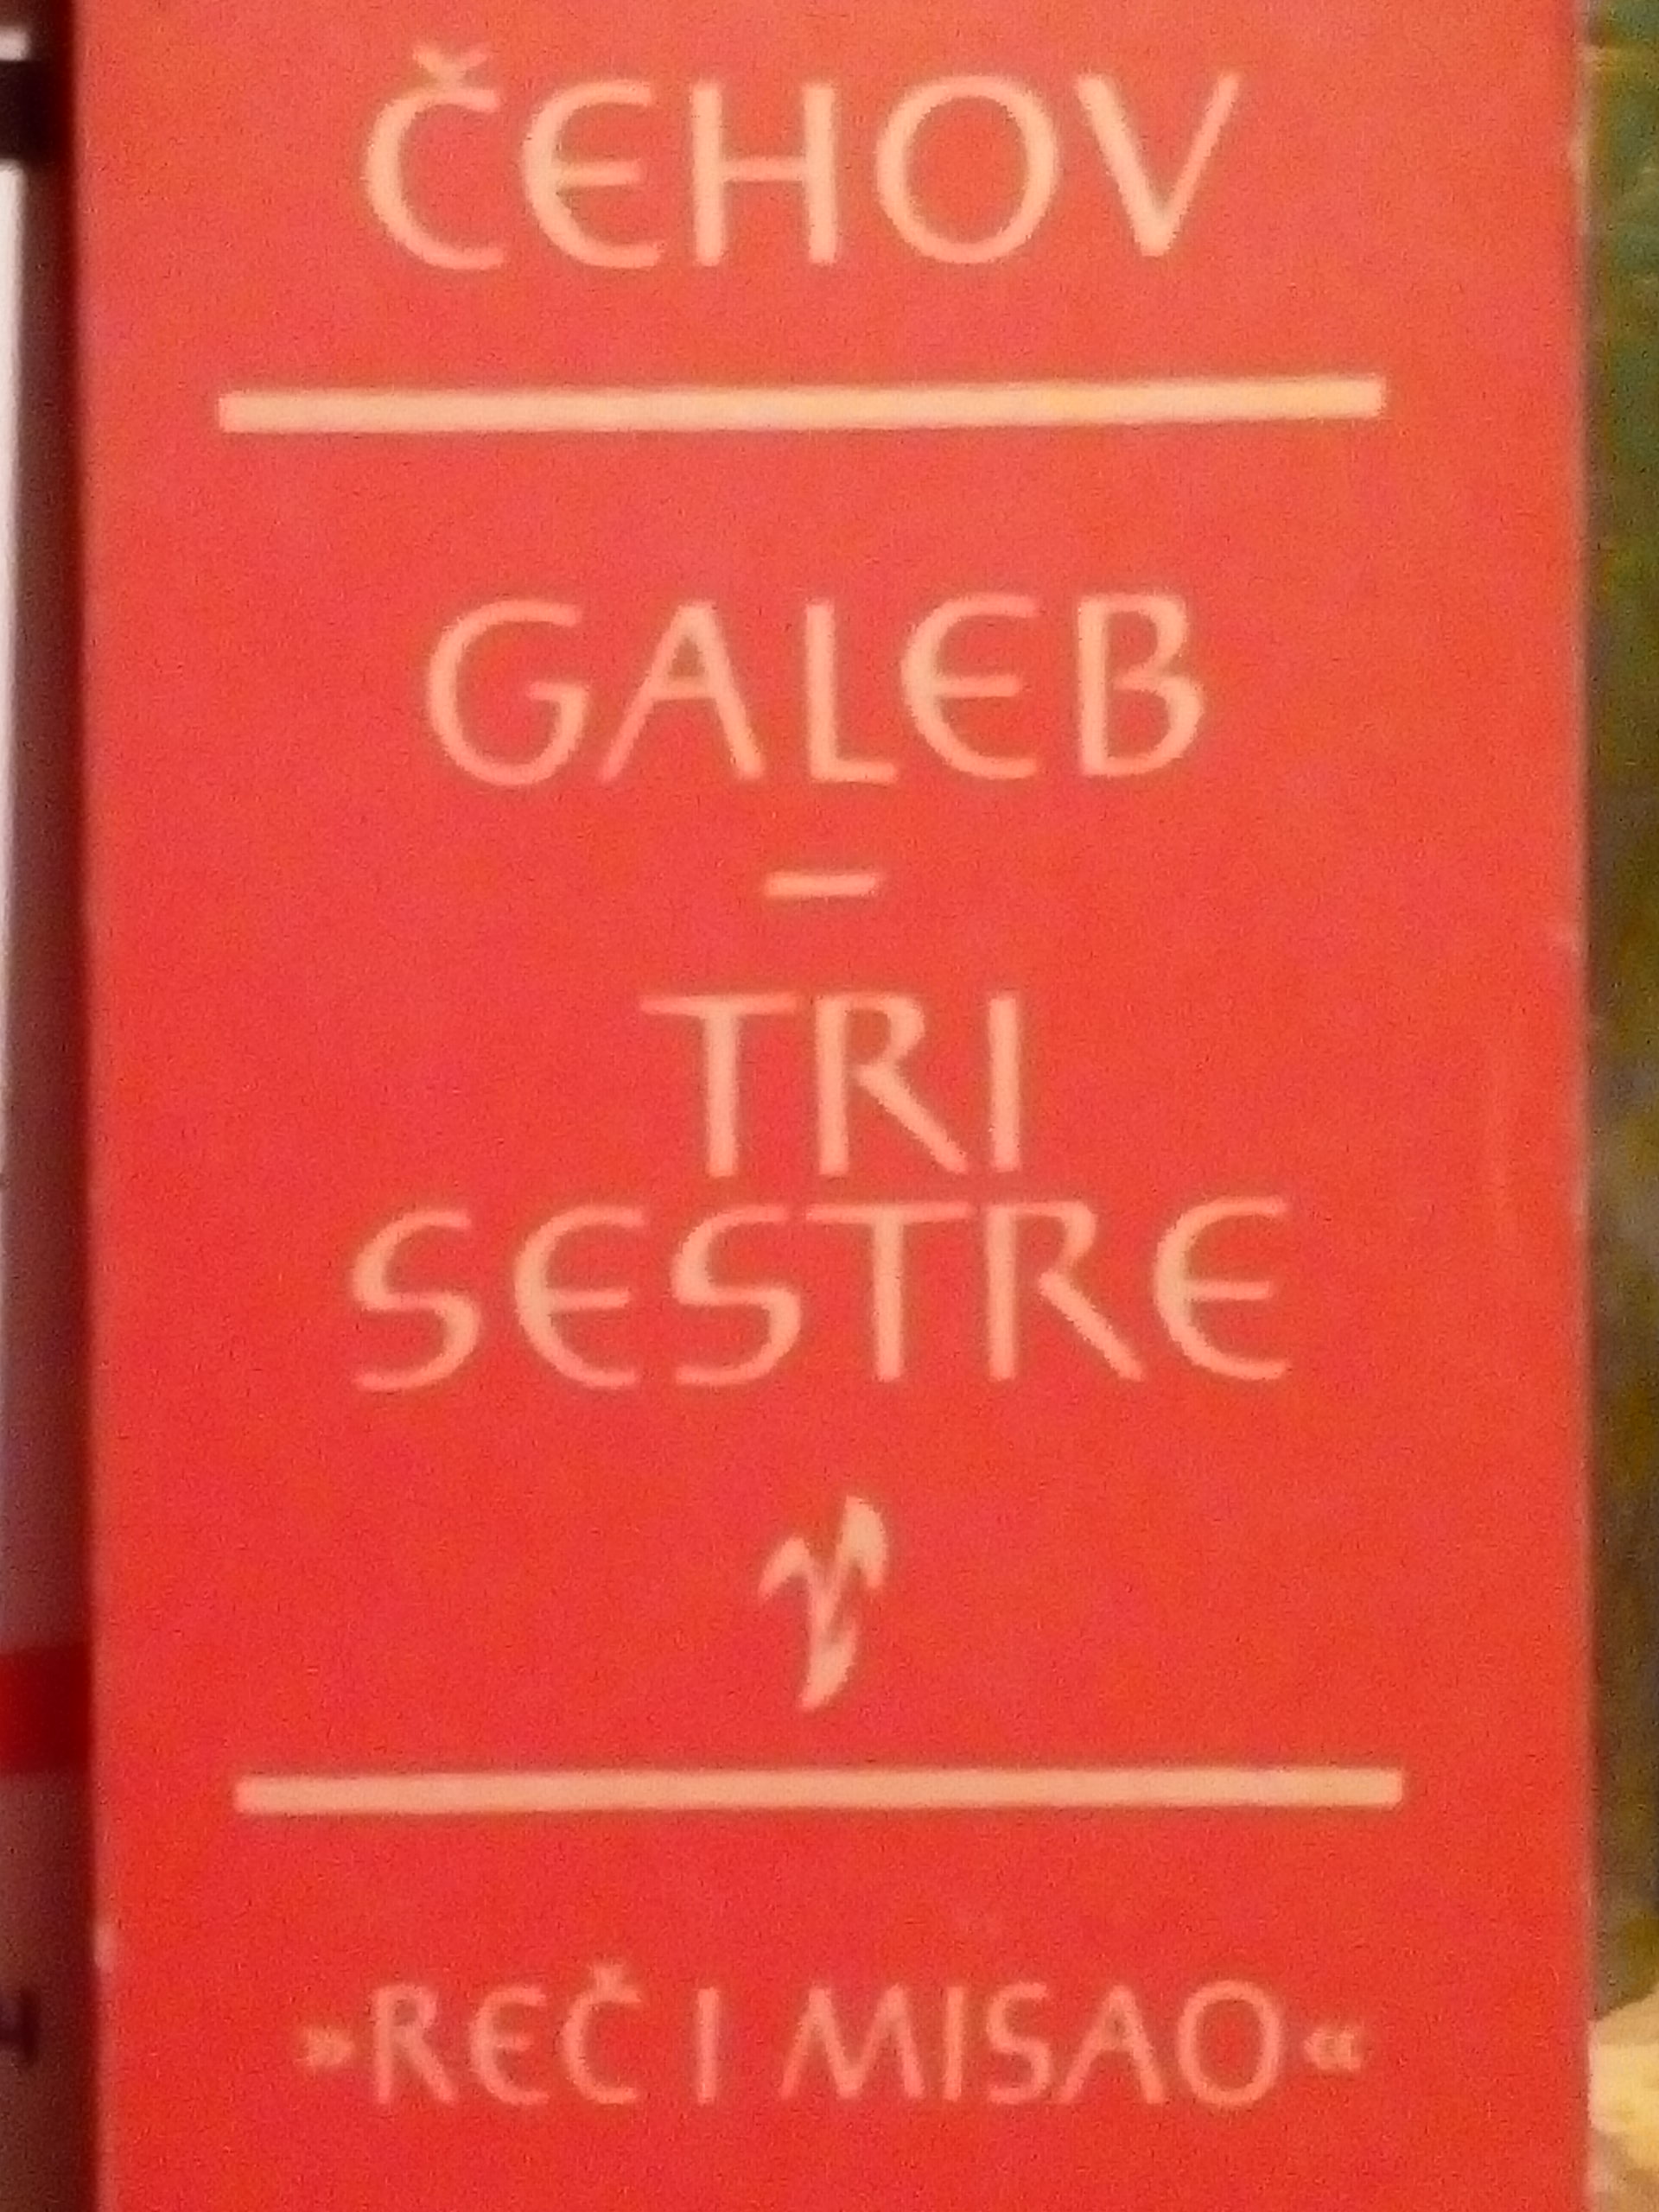 ČEHOV
GALEB
–
TRI
SESTRE
»REČ I MISAO«